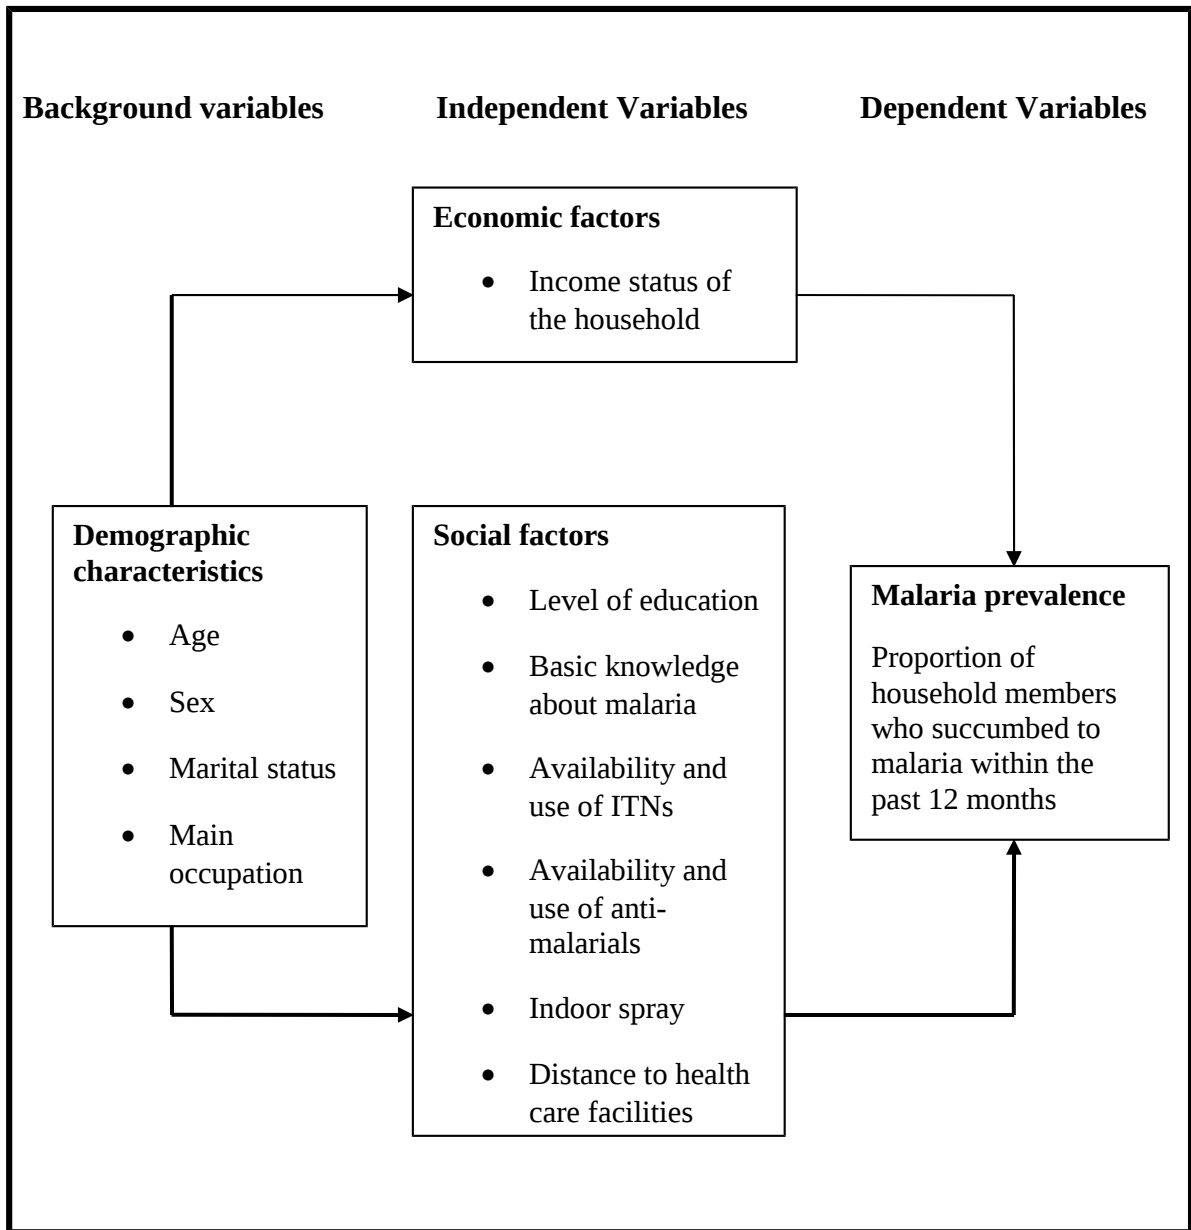 Background variables
Independent Variables
Dependent Variables
Economic factors
• Income status of
the household
Demographic
characteristics
• Age
• Sex
• Marital status
• Main
occupation
Social factors
• Level of education
• Basic knowledge
about malaria
• Availability and
use of ITNs
• Availability and
use of anti-
malarials
• Indoor spray
• Distance to health
care facilities
Malaria prevalence
Proportion of
household members
who succumbed to
malaria within the
past 12 months